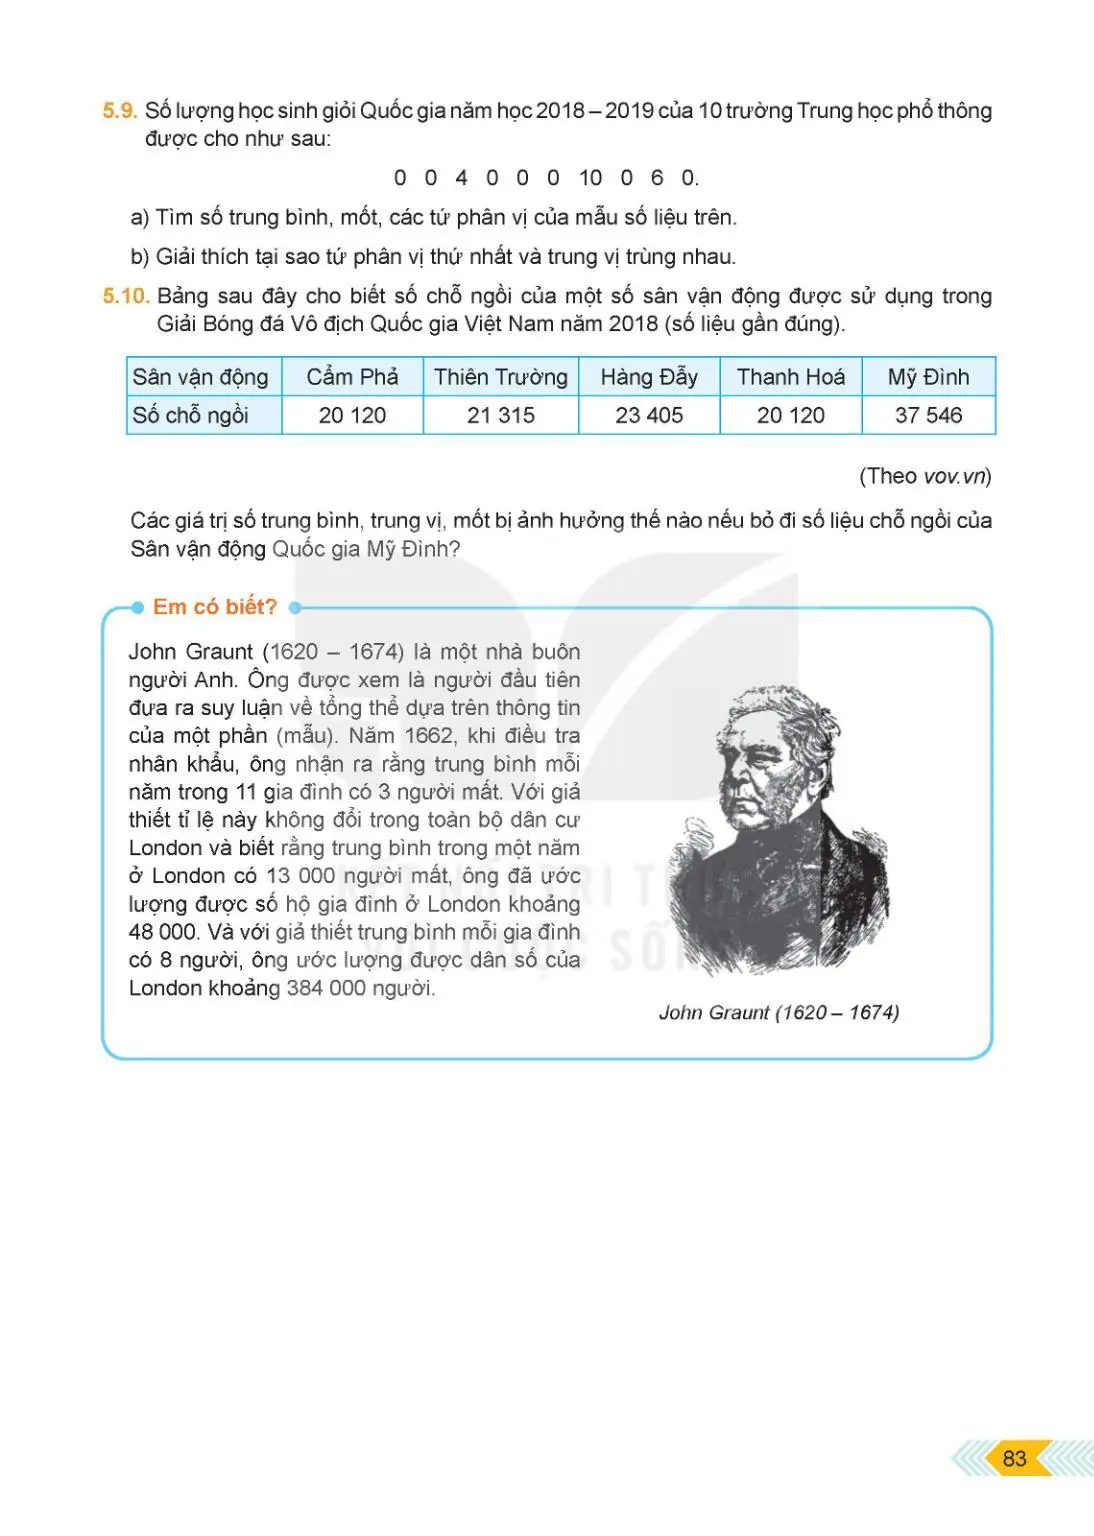 5.9. Số lượng học sinh giỏi Quốc gia năm học 2018 – 2019 của 10 trường Trung học phổ thông
được cho như sau:
0 0 4 0 0 0 10 0 6 0.
a) Tìm số trung bình, mốt, các tứ phân vị của mẫu số liệu trên.
b) Giải thích tại sao tứ phân vị thứ nhất và trung vị trùng nhau.
5.10. Bảng sau đây cho biết số chỗ ngồi của một số sân vận động được sử dụng trong
Giải Bóng đá Vô địch Quốc gia Việt Nam năm 2018 (số liệu gần đúng).
Sân vận động Cẩm Phả Thiên Trường Hàng Đẫy Thanh Hoá Mỹ Đình
Số chỗ ngồi 20 120 21 315 23 405 20 120 37 546
(Theo vov.vn)
Các giá trị số trung bình, trung vị, mốt bị ảnh hưởng thế nào nếu bỏ đi số liệu chỗ ngồi của
Sân vận động Quốc gia Mỹ Đình?
Em có biết?
John Graunt (1620 – 1674) là một nhà buôn
người Anh. Ông được xem là người đầu tiên
đưa ra suy luận về tổng thể dựa trên thông tin
của một phần (mẫu). Năm 1662, khi điều tra
nhân khẩu, ông nhận ra rằng trung bình mỗi
năm trong 11 gia đình có 3 người mất. Với giả
thiết tỉ lệ này không đổi trong toàn bộ dân cư
London và biết rằng trung bình trong một năm
ở London có 13 000 người mất, ông đã ước
lượng được số hộ gia đình ở London khoảng
48 000. Và với giả thiết trung bình mỗi gia đình
có 8 người, ông ước lượng được dân số của
London khoảng 384 000 người.
John Graunt (1620 – 1674)
83